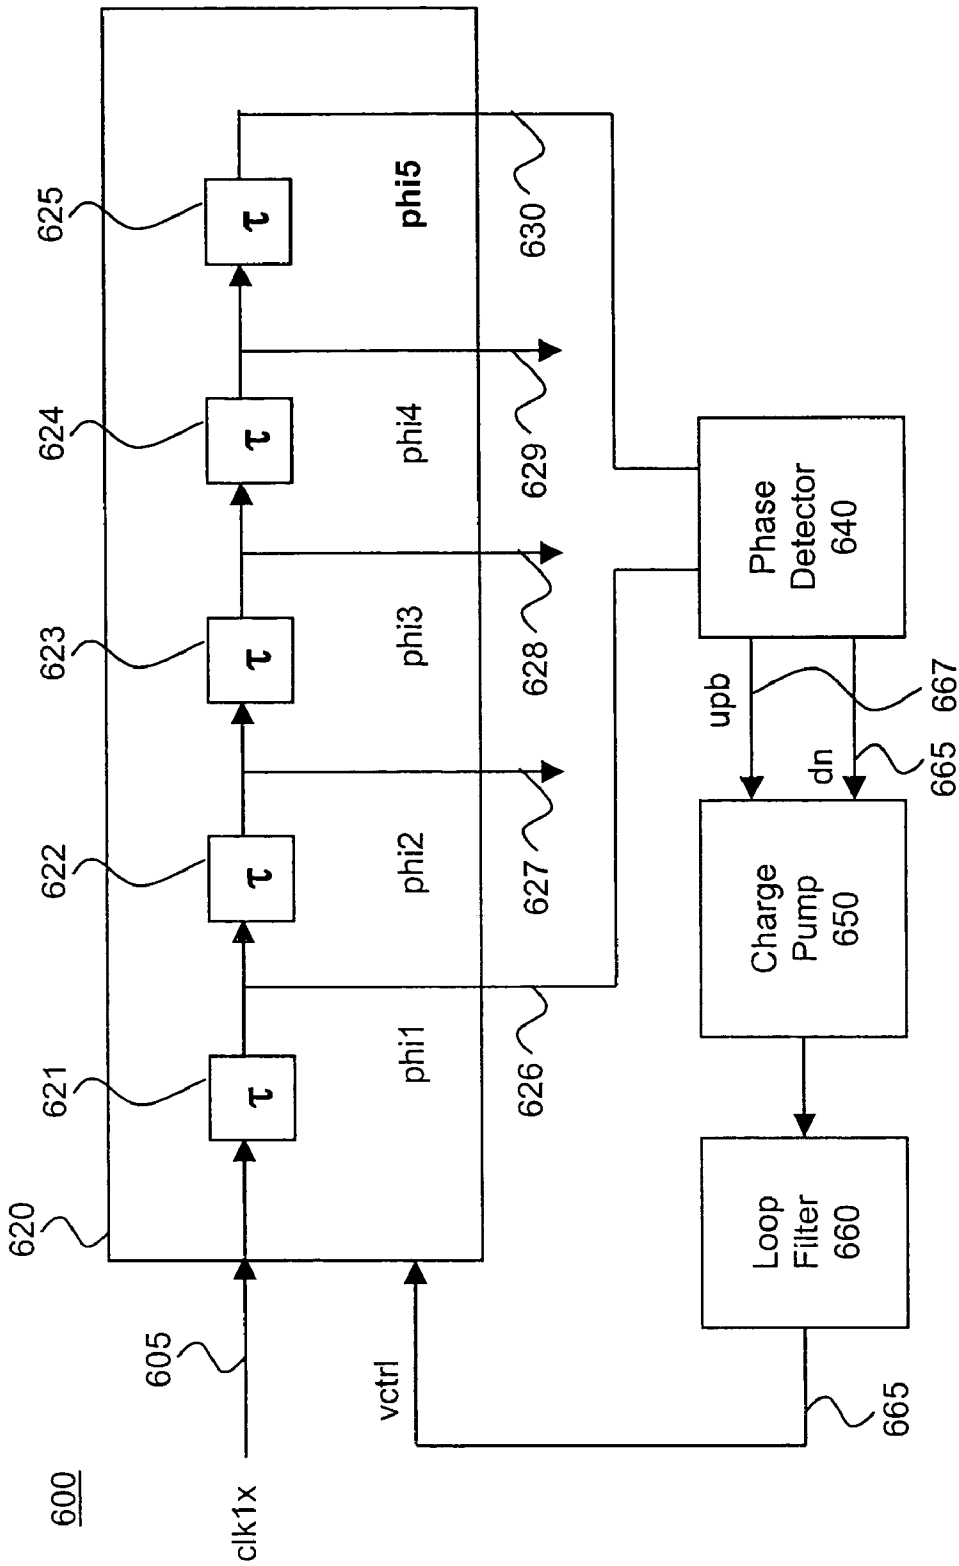 600
620
621
622
623
624
625
τ
τ
τ
τ
τ
605
clk1x
phi1
phi2
phi3
phi4
phi5
vctrl
626
627
628
629
630
upb
dn
667
665
665
Loop
Filter
660
Charge
Pump
650
Phase
Detector
640